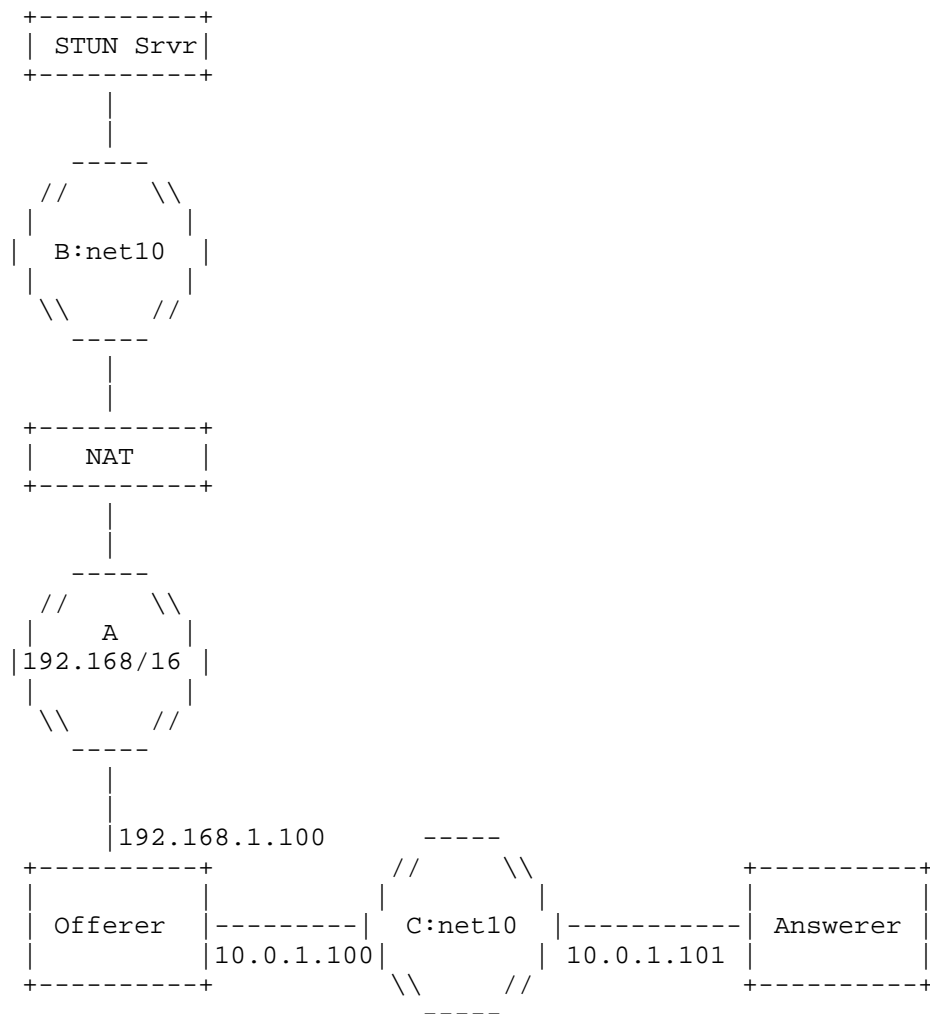 STUN Srvr
B:net10
NAT
A
192.168/16
192.168.1.100
Offerer C:net10 Answerer
10.0.1.100 10.0.1.101